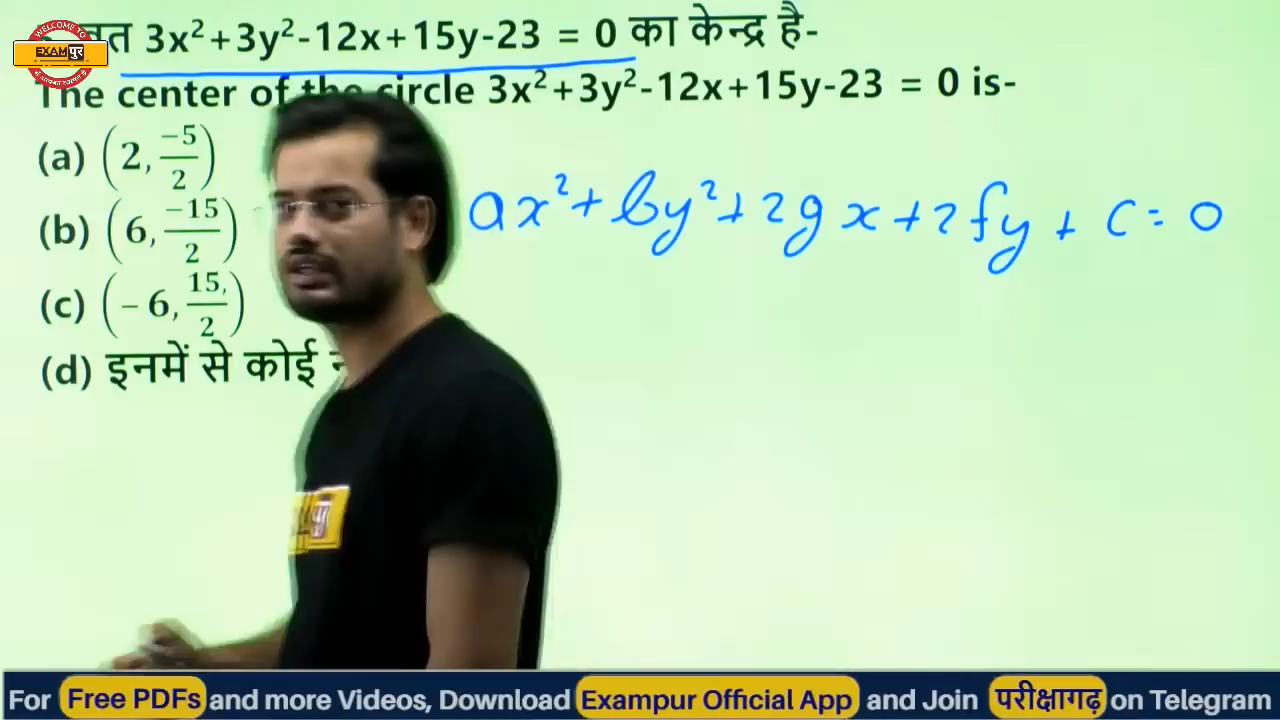 WELCOME TO
EXAMपुर
वृत 3x²+3y²-12x+15y-23 = 0 का केन्द्र है-
The center of the circle 3x²+3y²-12x+15y-23 = 0 is-
(a) (2, -5/2)
(b) (6, -15/2)
(c) (– 6, 15,/2)
(d) इनमें से कोई
ax²+by²+2gx+2fy+c=0
For Free PDFs and more Videos, Download Exampur Official App and Join परीक्षागढ़ on Telegram